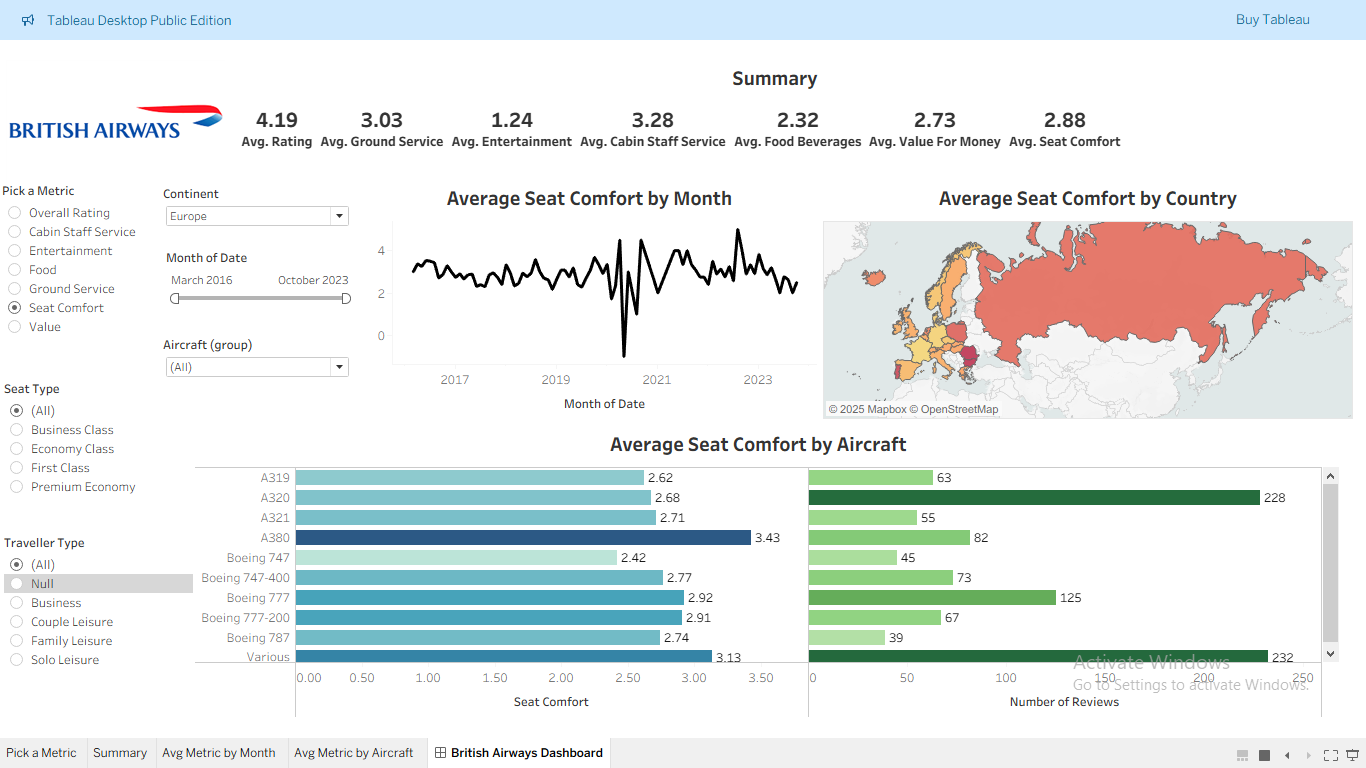 Tableau Desktop Public Edition
Buy Tableau
Summary
BRITISH AIRWAYS
4.19 3.03 1.24 3.28 2.32 2.73 2.88
Avg. Rating Avg. Ground Service Avg. Entertainment Avg. Cabin Staff Service Avg. Food Beverages Avg. Value For Money Avg. Seat Comfort
Pick a Metric
Overall Rating
Cabin Staff Service
Entertainment
Food
Ground Service
Seat Comfort
Value
Continent
Europe
Month of Date
March 2016 October 2023
Aircraft (group)
(All)
Seat Type
(All)
Business Class
Economy Class
First Class
Premium Economy
Traveller Type
(All)
Null
Business
Couple Leisure
Family Leisure
Solo Leisure
Average Seat Comfort by Month
4
2
0
2017 2019 2021 2023
Month of Date
Average Seat Comfort by Country
© 2025 Mapbox © OpenStreetMap
Average Seat Comfort by Aircraft
A319 2.62 63
A320 2.68 228
A321 2.71 55
A380 3.43 82
Boeing 747 2.42 45
Boeing 747-400 2.77 73
Boeing 777 2.92 125
Boeing 777-200 2.91 67
Boeing 787 2.74 39
Various 3.13 232
0.00 0.50 1.00 1.50 2.00 2.50 3.00 3.50 0 50 100 150 200 250
Seat Comfort Number of Reviews
Activate Windows
Go to Settings to activate Windows.
Pick a Metric Summary Avg Metric by Month Avg Metric by Aircraft British Airways Dashboard